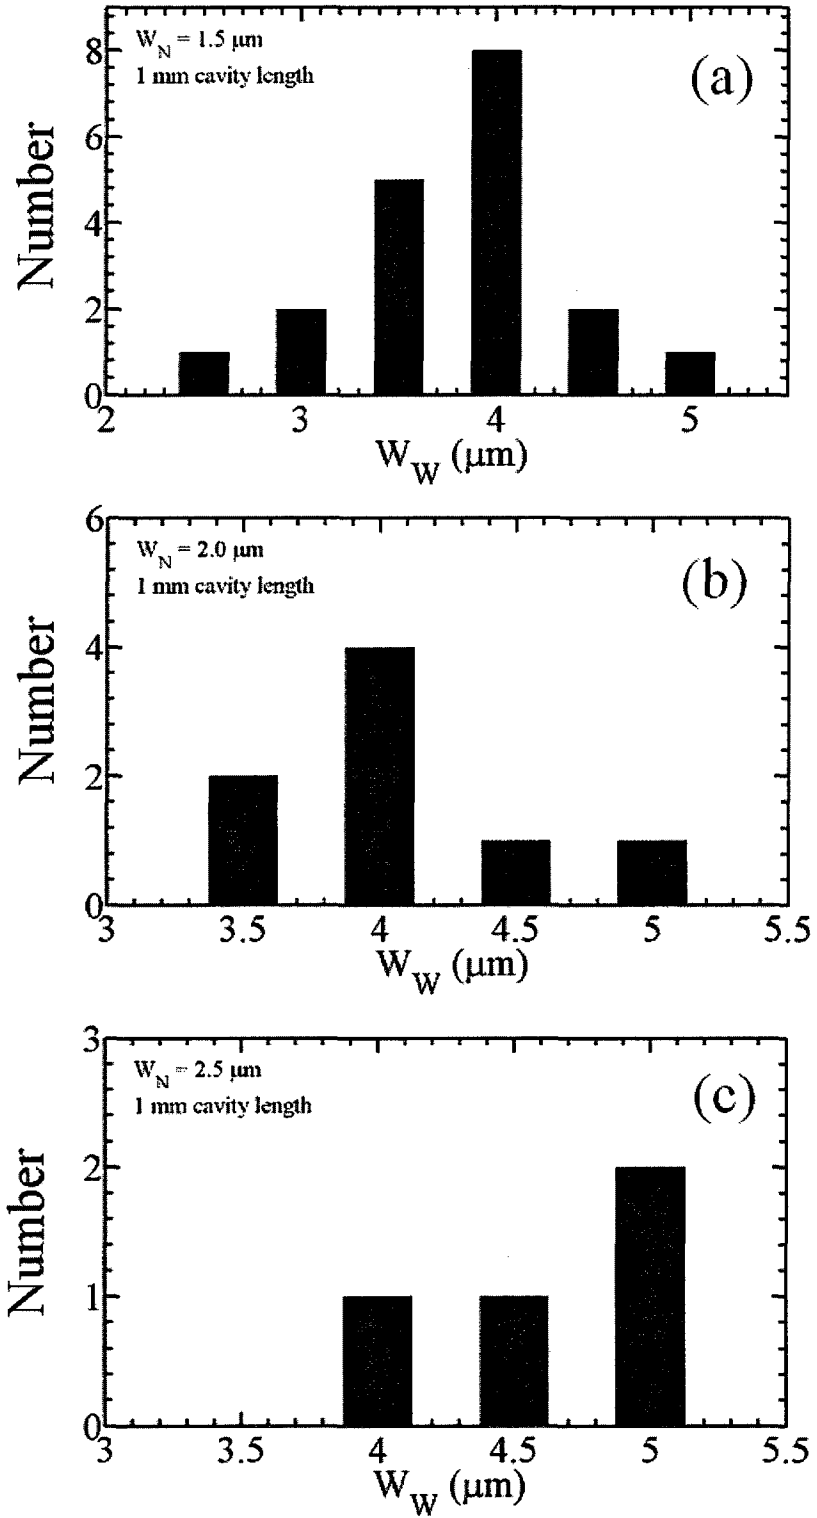 W_N = 1.5 μm
1 mm cavity length
(a)
Number
8
6
4
2
0
2 3 4 5
W_W (μm)
W_N = 2.0 μm
1 mm cavity length
(b)
Number
6
4
2
0
3 3.5 4 4.5 5 5.5
W_W (μm)
W_N = 2.5 μm
1 mm cavity length
(c)
Number
3
2
1
0
3 3.5 4 4.5 5 5.5
W_W (μm)